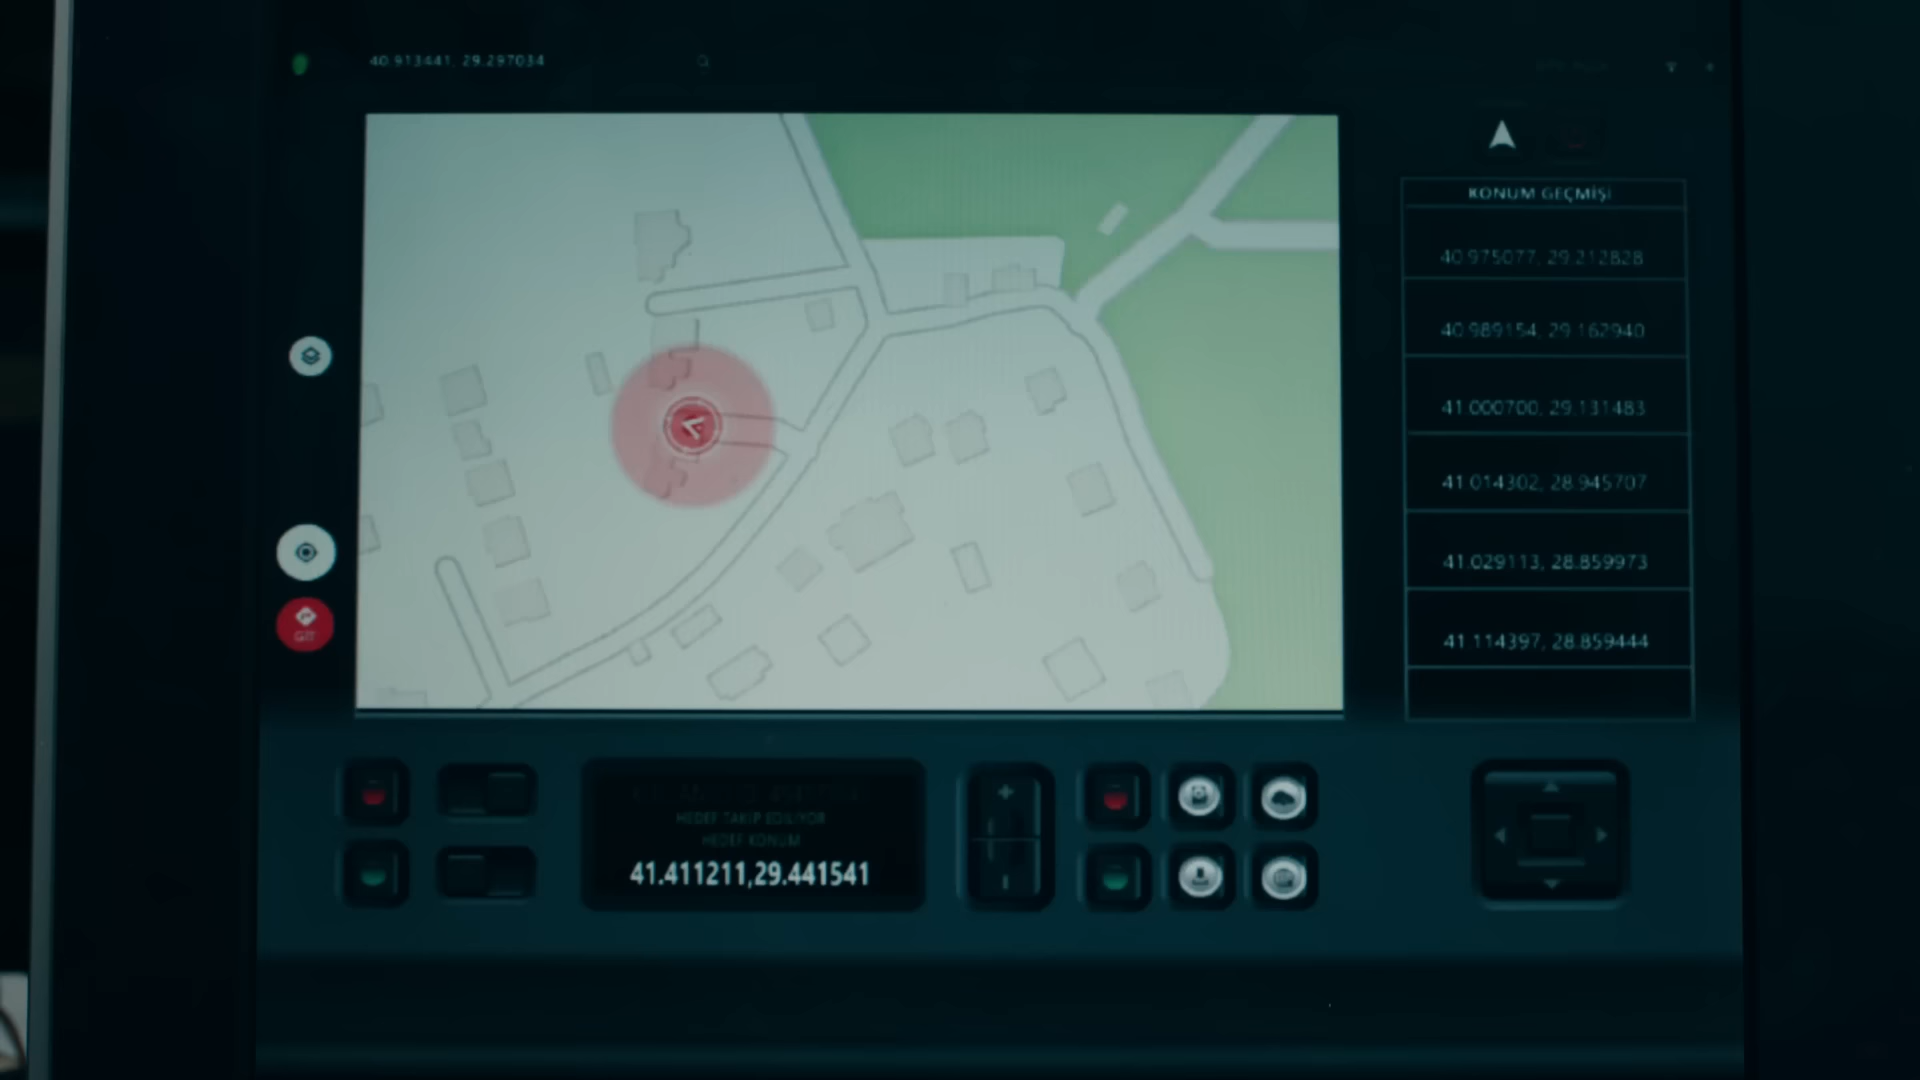 40.913441, 29.297034
KONUM GEÇMİŞİ
40.975077, 29.212828
40.989154, 29.162940
41.000700, 29.131483
41.014302, 28.945707
41.029113, 28.859973
41.114397, 28.859444
GİT
HEDEF TAKİP EDİLİYOR
HEDEF KONUM
41.411211,29.441541